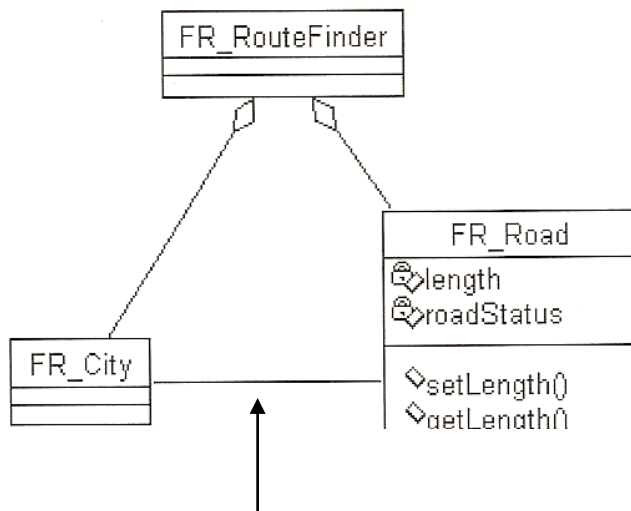 FR_RouteFinder
FR_Road
length
roadStatus
FR_City
setLength()
getLength()